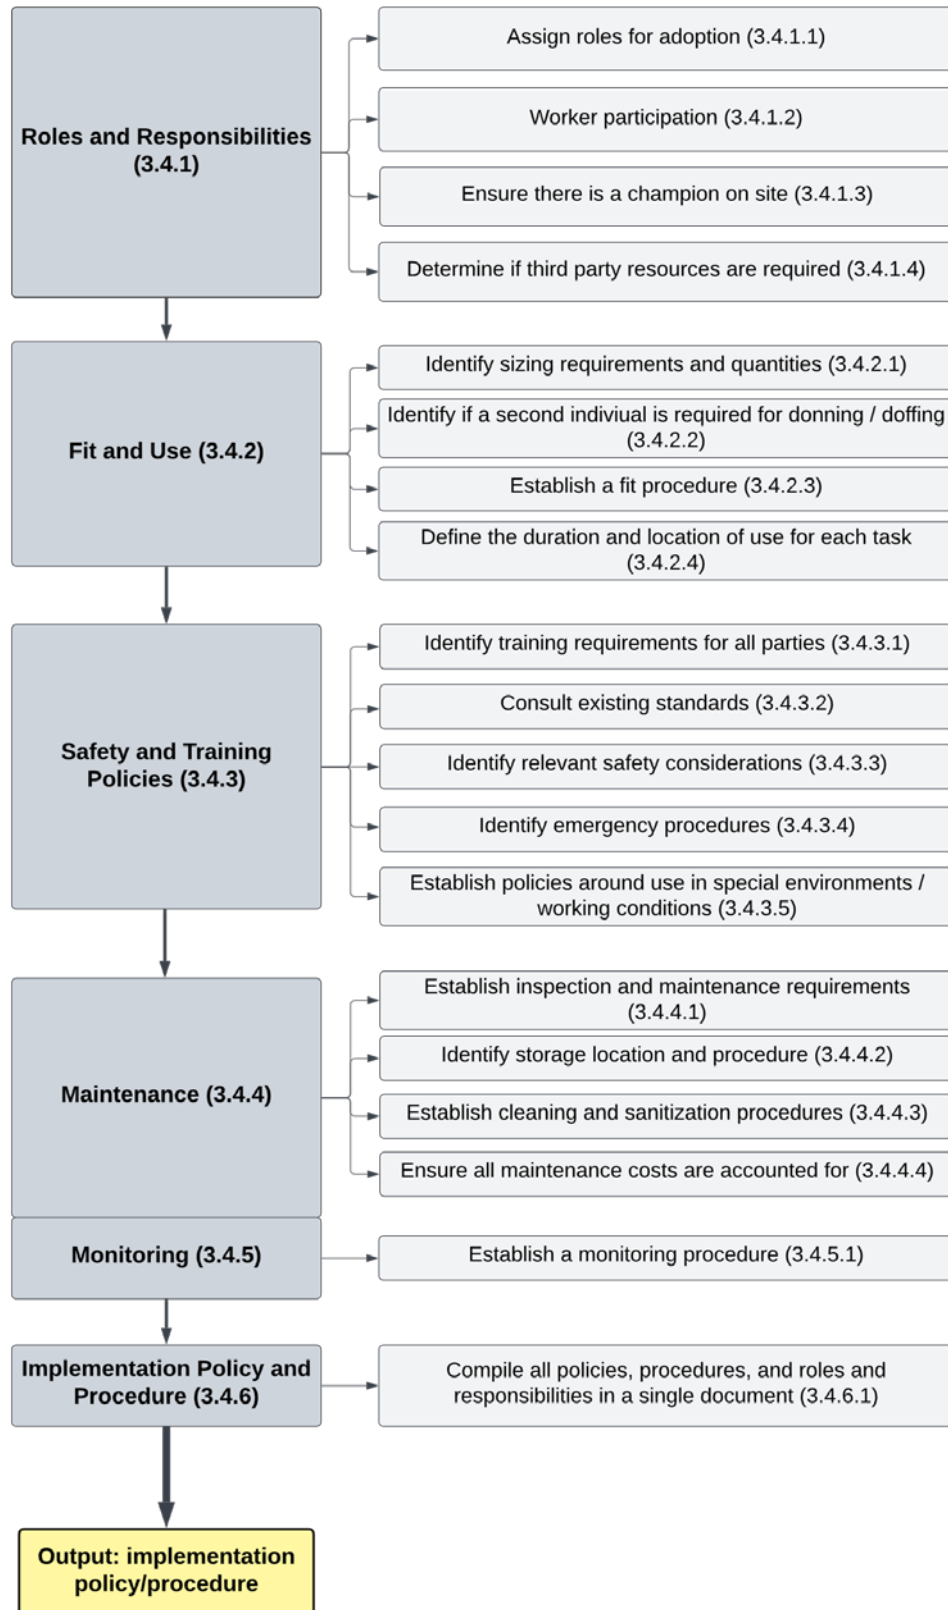 Roles and Responsibilities
(3.4.1)
Assign roles for adoption (3.4.1.1)
Worker participation (3.4.1.2)
Ensure there is a champion on site (3.4.1.3)
Determine if third party resources are required (3.4.1.4)
Fit and Use (3.4.2)
Identify sizing requirements and quantities (3.4.2.1)
Identify if a second indiviual is required for donning / doffing
(3.4.2.2)
Establish a fit procedure (3.4.2.3)
Define the duration and location of use for each task
(3.4.2.4)
Safety and Training
Policies (3.4.3)
Identify training requirements for all parties (3.4.3.1)
Consult existing standards (3.4.3.2)
Identify relevant safety considerations (3.4.3.3)
Identify emergency procedures (3.4.3.4)
Establish policies around use in special environments /
working conditions (3.4.3.5)
Maintenance (3.4.4)
Establish inspection and maintenance requirements
(3.4.4.1)
Identify storage location and procedure (3.4.4.2)
Establish cleaning and sanitization procedures (3.4.4.3)
Ensure all maintenance costs are accounted for (3.4.4.4)
Monitoring (3.4.5)
Establish a monitoring procedure (3.4.5.1)
Implementation Policy and
Procedure (3.4.6)
Compile all policies, procedures, and roles and
responsibilities in a single document (3.4.6.1)
Output: implementation
policy/procedure